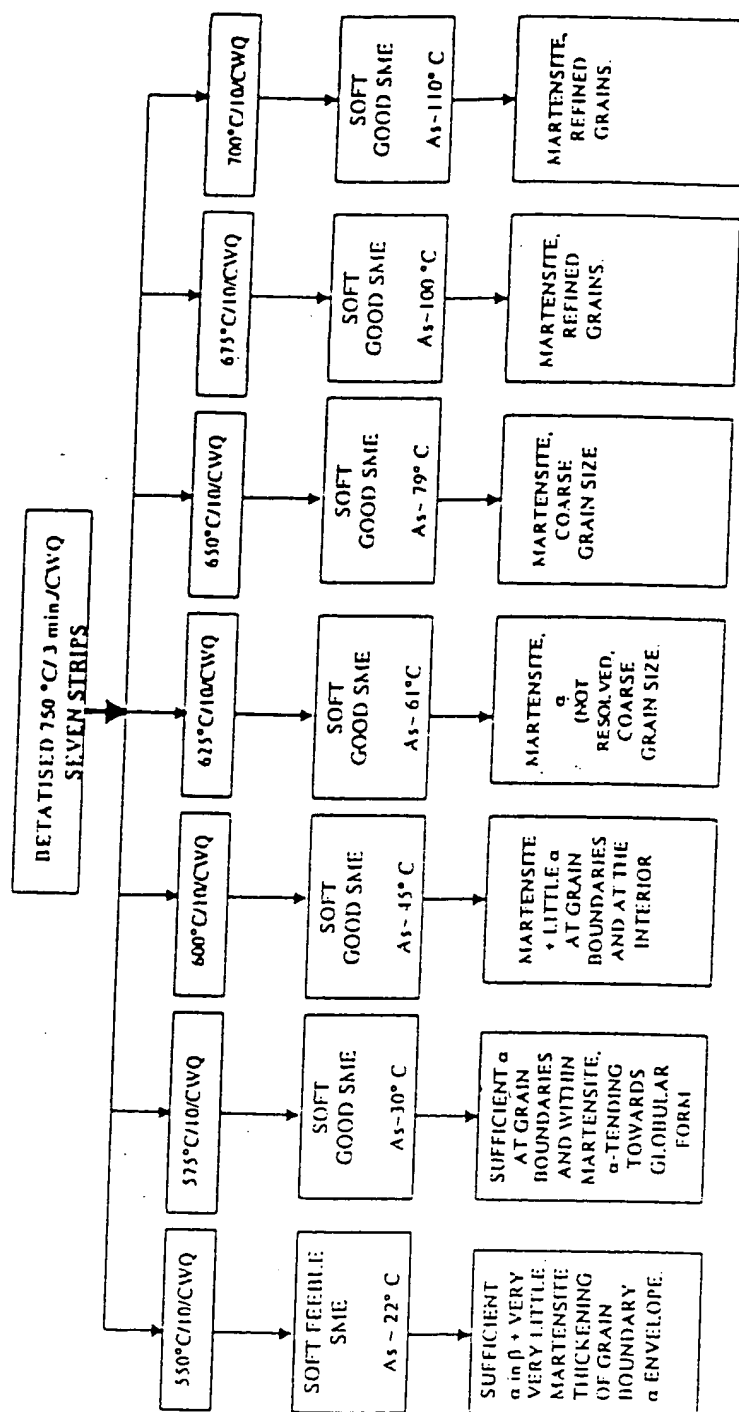 BETATISED 750 °C/ 3 min./CWQ
SEVEN STRIPS
550°C/10/CWQ
SOFT FEEBLE
SME
As ~ 22° C
SUFFICIENT
α in β + VERY
VERY LITTLE
MARTENSITE
THICKENING
OF GRAIN
BOUNDARY
α ENVELOPE.
575°C/10/CWQ
SOFT
GOOD SME
As~30° C
SUFFICIENT α
AT GRAIN
BOUNDARIES
AND WITHIN
MARTENSITE.
α-TENDING
TOWARDS
GLOBULAR
FORM
600°C/10/CWQ
SOFT
GOOD SME
As~ 45° C
MARTENSITE
+ LITTLE α
AT GRAIN
BOUNDARIES
AND AT THE
INTERIOR
625°C/10/CWQ
SOFT
GOOD SME
As~ 61°C
MARTENSITE,
α
(NOT
RESOLVED,
COARSE
GRAIN SIZE.
650°C/10/CWQ
SOFT
GOOD SME
As~ 79° C
MARTENSITE,
COARSE
GRAIN SIZE
675°C/10/CWQ
SOFT
GOOD SME
As~100 °C
MARTENSITE,
REFINED
GRAINS.
700°C/10/CWQ
SOFT
GOOD SME
As~110° C
MARTENSITE,
REFINED
GRAINS.